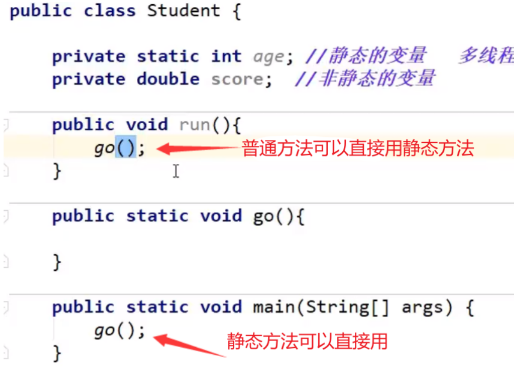 public class Student {
private static int age; //静态的变量 多线程
private double score; //非静态的变量
public void run(){
go();
普通方法可以直接用静态方法
}
public static void go(){
}
public static void main(String[] args) {
go();
静态方法可以直接用
}